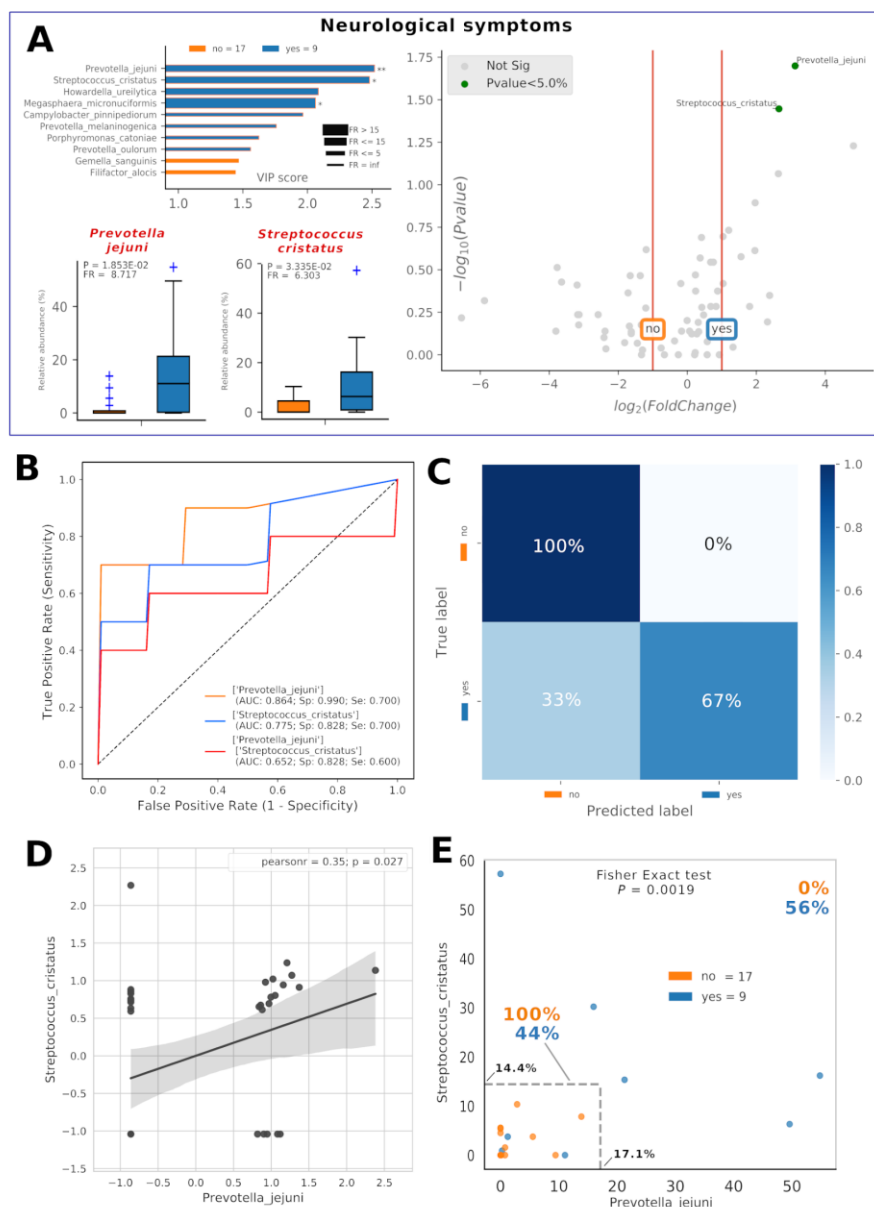 Neurological symptoms
A
no = 17 yes = 9
Prevotella_jejuni
**
Streptococcus_cristatus
*
Howardella_ureilytica
Megasphaera_micronuciformis
*
Campylobacter_pinnipediorum
Prevotella_melaninogenica
Porphyromonas_catoniae
Prevotella_oulorum
Gemella_sanguinis
Filifactor_alocis
FR > 15
FR <= 15
FR <= 5
FR = inf
VIP score
1.0 1.5 2.0 2.5
Not Sig
Pvalue<5.0%
Prevotella_jejuni
Streptococcus_cristatus
1.75
1.50
1.25
1.00
0.75
0.50
0.25
0.00
−log10(Pvalue)
no
yes
−6 −4 −2 0 2 4
log2(FoldChange)
Prevotella
jejuni
P = 1.853E-02
FR = 8.717
Relative abundance (%)
40
20
0
Streptococcus
cristatus
P = 3.335E-02
FR = 6.303
Relative abundance (%)
60
40
20
0
B
True Positive Rate (Sensitivity)
1.0
0.8
0.6
0.4
0.2
0.0
['Prevotella_jejuni']
(AUC: 0.864; Sp: 0.990; Se: 0.700)
['Streptococcus_cristatus']
(AUC: 0.775; Sp: 0.828; Se: 0.700)
['Prevotella_jejuni']
['Streptococcus_cristatus']
(AUC: 0.652; Sp: 0.828; Se: 0.600)
0.0 0.2 0.4 0.6 0.8 1.0
False Positive Rate (1 - Specificity)
C
True label
no
yes
100% 0%
33% 67%
no yes
Predicted label
1.0
0.8
0.6
0.4
0.2
0.0
D
pearsonr = 0.35; p = 0.027
Streptococcus_cristatus
2.5
2.0
1.5
1.0
0.5
0.0
−0.5
−1.0
−1.5
−1.0 −0.5 0.0 0.5 1.0 1.5 2.0 2.5
Prevotella_jejuni
E
Fisher Exact test
P = 0.0019
0%
56%
no = 17
yes = 9
100%
44%
14.4%
17.1%
Streptococcus_cristatus
60
50
40
30
20
10
0
0 10 20 30 40 50
Prevotella_jejuni